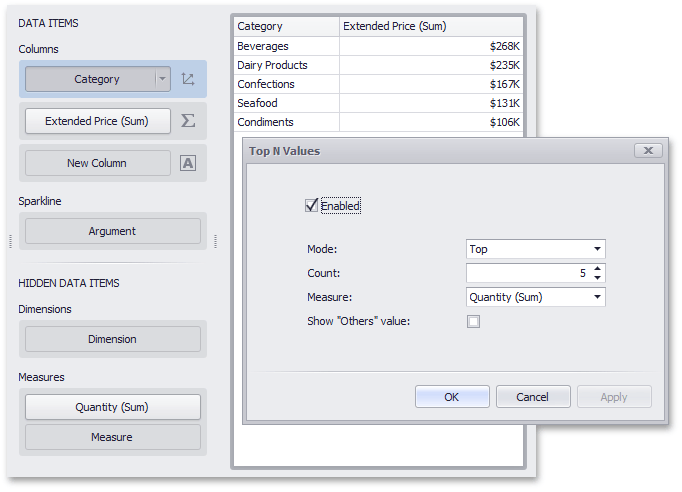 DATA ITEMS
Columns
Category
Extended Price (Sum)
New Column
A
Sparkline
Argument
HIDDEN DATA ITEMS
Dimensions
Dimension
Measures
Quantity (Sum)
Measure
Category Extended Price (Sum)
Beverages $268K
Dairy Products $235K
Confections $167K
Seafood $131K
Condiments $106K
Top N Values
Enabled
Mode: Top
Count: 5
Measure: Quantity (Sum)
Show "Others" value:
OK Cancel Apply